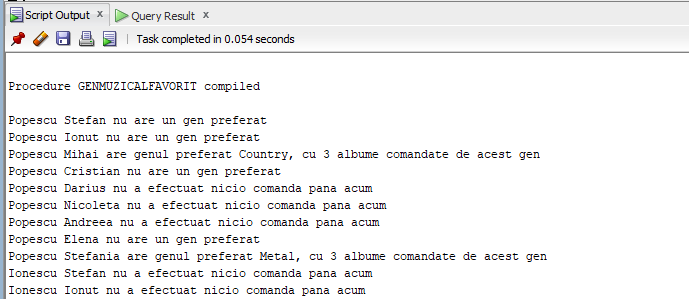 Script Output x Query Result x
Task completed in 0.054 seconds
Procedure GENMUZICALFAVORIT compiled
Popescu Stefan nu are un gen preferat
Popescu Ionut nu are un gen preferat
Popescu Mihai are genul preferat Country, cu 3 albume comandate de acest gen
Popescu Cristian nu are un gen preferat
Popescu Darius nu a efectuat nicio comanda pana acum
Popescu Nicoleta nu a efectuat nicio comanda pana acum
Popescu Andreea nu a efectuat nicio comanda pana acum
Popescu Elena nu are un gen preferat
Popescu Stefania are genul preferat Metal, cu 3 albume comandate de acest gen
Ionescu Stefan nu a efectuat nicio comanda pana acum
Ionescu Ionut nu a efectuat nicio comanda pana acum